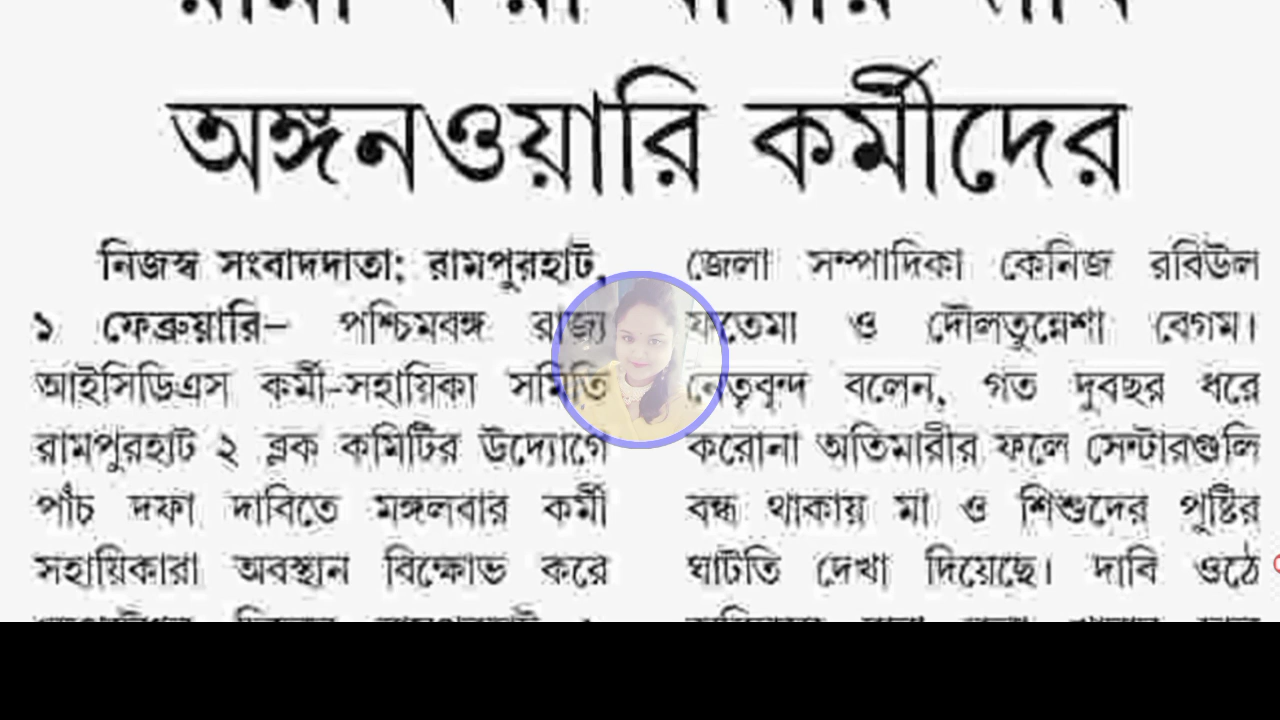 অঙ্গনওয়ারি কর্মীদের
নিজস্ব সংবাদদাতা: রামপুরহাট,
১ ফেব্রুয়ারি– পশ্চিমবঙ্গ রাজ্য
আইসিডিএস কর্মী-সহায়িকা সমিতি
রামপুরহাট ২ ব্লক কমিটির উদ্যোগে
পাঁচ দফা দাবিতে মঙ্গলবার কর্মী
সহায়িকারা অবস্থান বিক্ষোভ করে
জেলা সম্পাদিকা কেনিজ রবিউল
ফতেমা ও দৌলতুন্নেশা বেগম।
নেতৃবৃন্দ বলেন, গত দুবছর ধরে
করোনা অতিমারীর ফলে সেন্টারগুলি
বন্ধ থাকায় মা ও শিশুদের পুষ্টির
ঘাটতি দেখা দিয়েছে। দাবি ওঠে